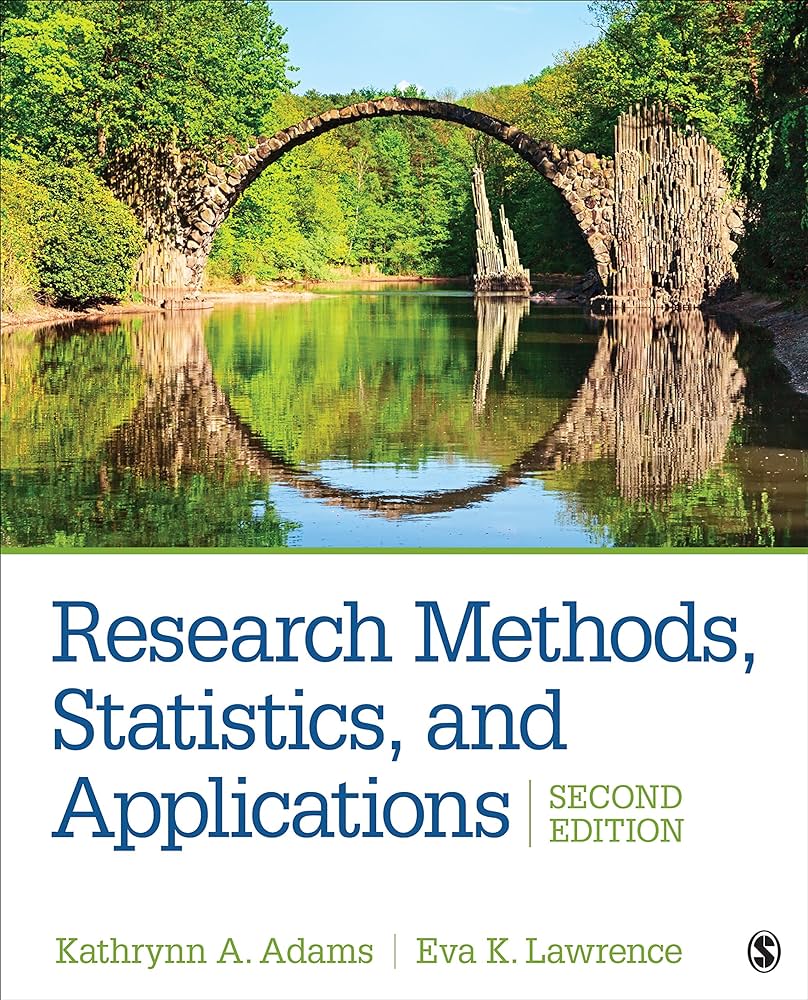 Research Methods,
Statistics, and
Applications
SECOND
EDITION
Kathrynn A. Adams | Eva K. Lawrence
S